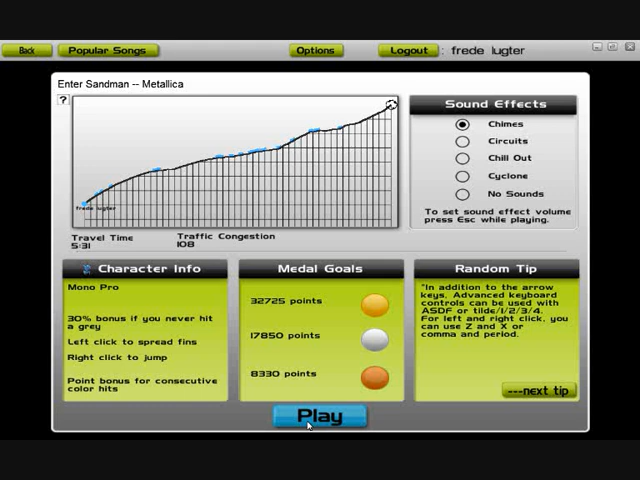 Back
Popular Songs
Options
Logout : frede lugter
Enter Sandman -- Metallica
?
frede lugter
Travel Time
5:31
Traffic Congestion
108
Sound Effects
Chimes
Circuits
Chill Out
Cyclone
No Sounds
To set sound effect volume
press Esc while playing.
Character Info
Mono Pro
30% bonus if you never hit
a grey
Left click to spread fins
Right click to jump
Point bonus for consecutive
color hits
Medal Goals
32725 points
17850 points
8330 points
Random Tip
"In addition to the arrow
keys, Advanced keyboard
controls can be used with
ASDF or tilde/1/2/3/4.
For left and right click, you
can use Z and X or
comma and period.
---next tip
Play